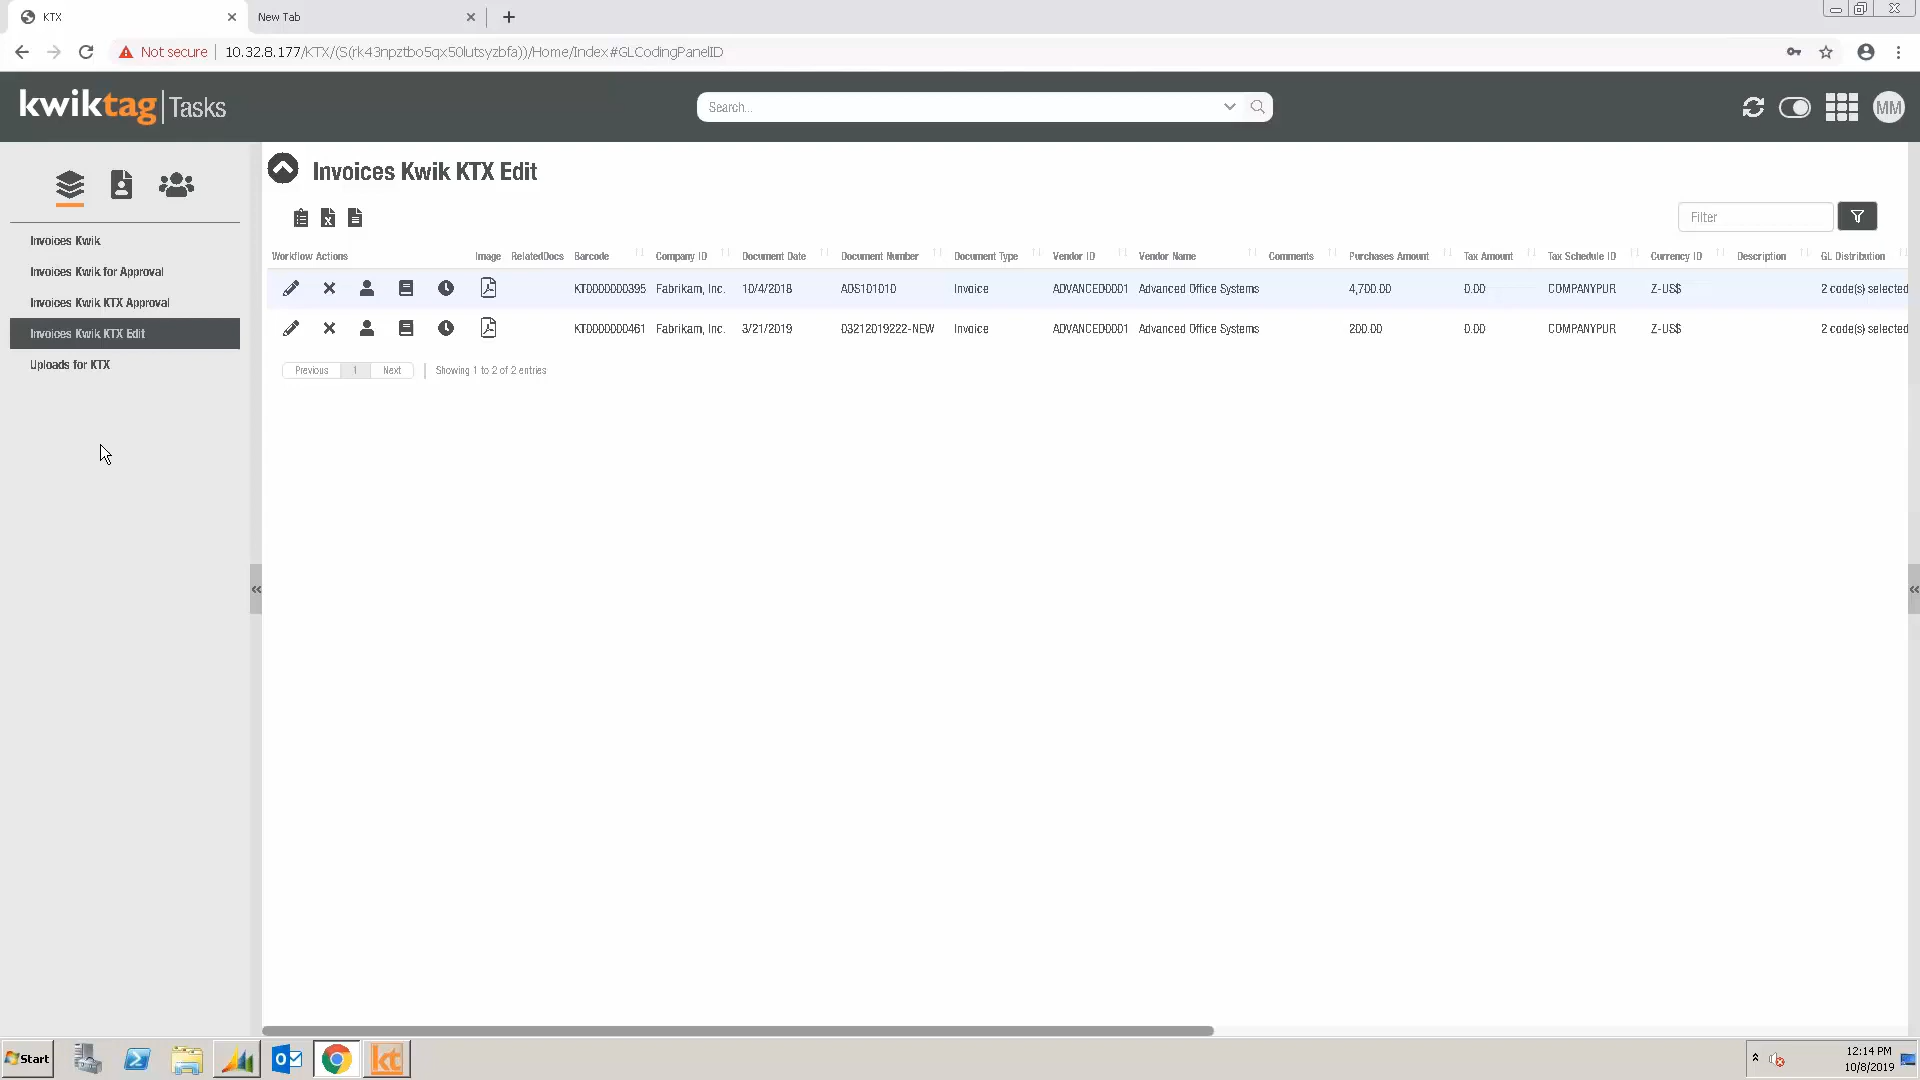 KTX
New Tab
Not secure | 10.32.8.177/KTX/(S(rk43npztbo5qx50lutsyzbfa))/Home/Index#GLCodingPanelID
kwiktag|Tasks
Search...
MM
Invoices Kwik
Invoices Kwik for Approval
Invoices Kwik KTX Approval
Invoices Kwik KTX Edit
Uploads for KTX
Invoices Kwik KTX Edit
Filter
Workflow Actions Image RelatedDocs Barcode Company ID Document Date Document Number Document Type Vendor ID Vendor Name Comments Purchases Amount Tax Amount Tax Schedule ID Currency ID Description GL Distribution
KT0000000395 Fabrikam, Inc. 10/4/2018 AOS101010 Invoice ADVANCED0001 Advanced Office Systems 4,700.00 0.00 COMPANYPUR Z-US$ 2 code(s) selected
KT0000000461 Fabrikam, Inc. 3/21/2019 03212019222-NEW Invoice ADVANCED0001 Advanced Office Systems 200.00 0.00 COMPANYPUR Z-US$ 2 code(s) selected
Previous 1 Next | Showing 1 to 2 of 2 entries
Start
kt
12:14 PM
10/8/2019